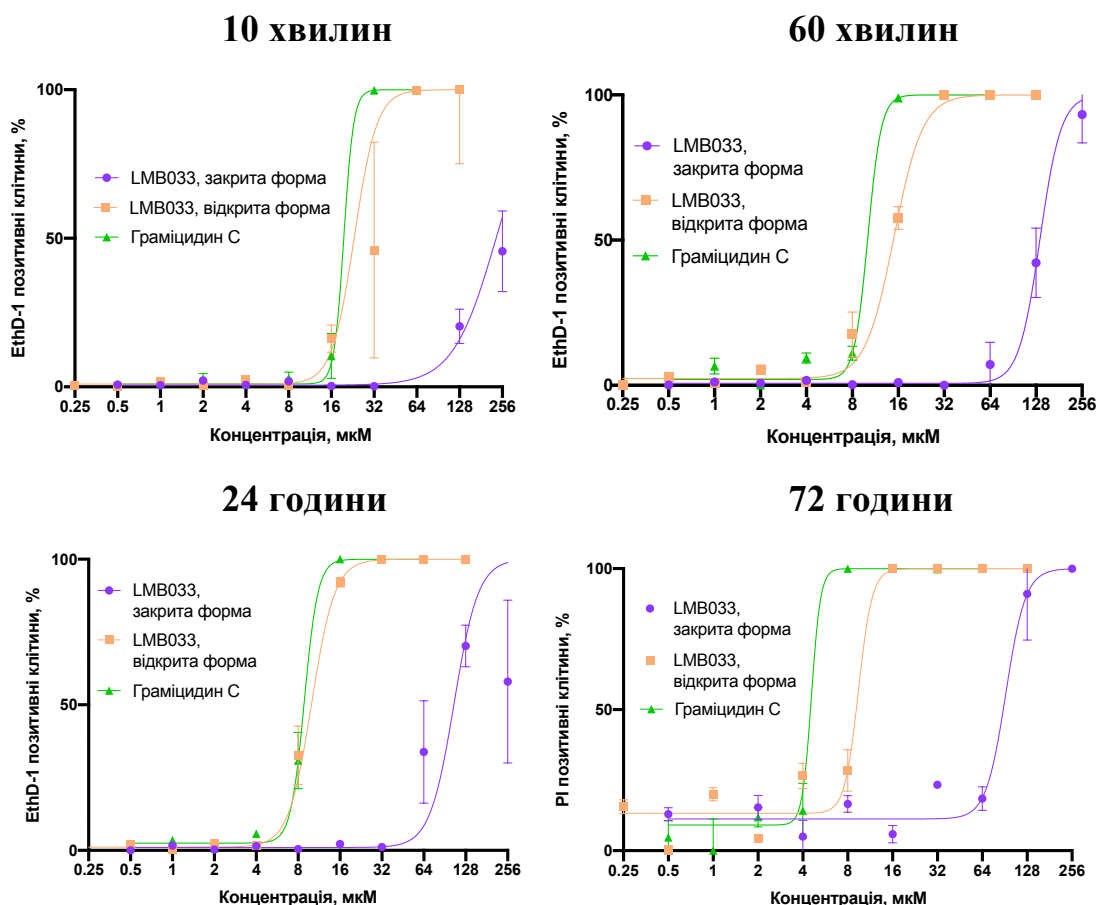 10 хвилин
EthD-1 позитивні клітини, %
100
50
0
LMB033, закрита форма
LMB033, відкрита форма
Граміцидин С
0.25 0.5 1 2 4 8 16 32 64 128 256
Концентрація, мкМ
60 хвилин
EthD-1 позитивні клітини, %
100
50
0
LMB033,
закрита форма
LMB033,
відкрита форма
Граміцидин С
0.25 0.5 1 2 4 8 16 32 64 128 256
Концентрація, мкМ
24 години
EthD-1 позитивні клітини, %
100
50
0
LMB033,
закрита форма
LMB033,
відкрита форма
Граміцидин С
0.25 0.5 1 2 4 8 16 32 64 128 256
Концентрація, мкМ
72 години
PI позитивні клітини, %
100
50
0
LMB033,
закрита форма
LMB033,
відкрита форма
Граміцидин С
0.25 0.5 1 2 4 8 16 32 64 128 256
Концентрація, мкМ